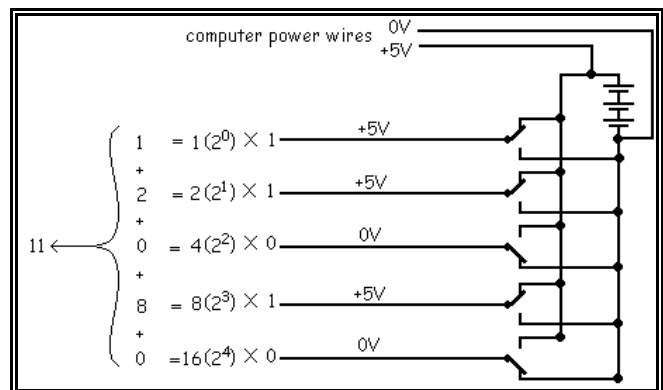 computer power wires 0V
+5V
1 = 1(2⁰) × 1 +5V
+
2 = 2(2¹) × 1 +5V
+
11 0 = 4(2²) × 0 0V
+
8 = 8(2³) × 1 +5V
+
0 =16(2⁴) × 0 0V